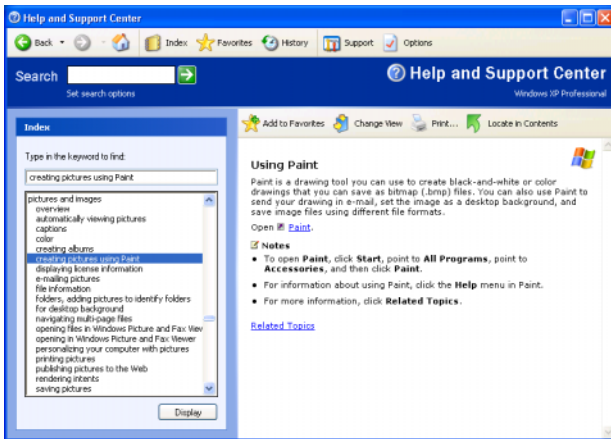 Help and Support Center
Back Index Favorites History Support Options
Search
Set search options
Help and Support Center
Windows XP Professional
Index
Type in the keyword to find:
creating pictures using Paint
pictures and images
overview
automatically viewing pictures
captions
color
creating albums
creating pictures using Paint
displaying license information
e-mailing pictures
file information
folders, adding pictures to identify folders
for desktop background
navigating multi-page files
opening files in Windows Picture and Fax View
opening in Windows Picture and Fax Viewer
personalizing your computer with pictures
printing pictures
publishing pictures to the Web
rendering intents
saving pictures
Display
Add to Favorites Change View Print... Locate in Contents
Using Paint
Paint is a drawing tool you can use to create black-and-white or color
drawings that you can save as bitmap (.bmp) files. You can also use Paint to
send your drawing in e-mail, set the image as a desktop background, and
save image files using different file formats.
Open Paint.
Notes
• To open Paint, click Start, point to All Programs, point to
Accessories, and then click Paint.
• For information about using Paint, click the Help menu in Paint.
• For more information, click Related Topics.
Related Topics